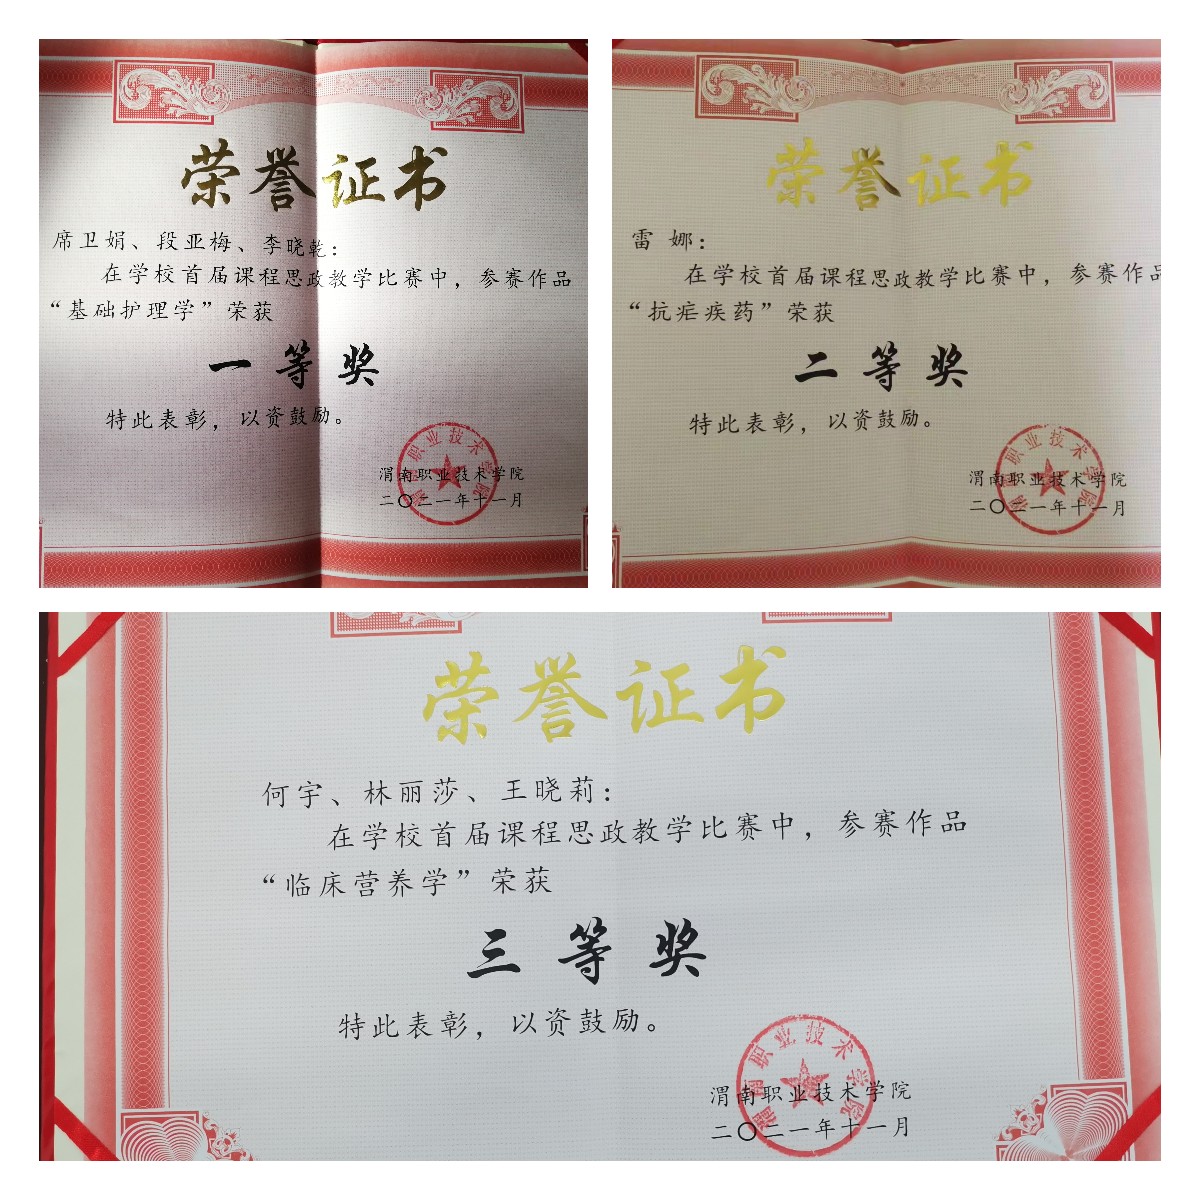 荣誉证书
席卫娟、段亚梅、李晓乾：
在学校首届课程思政教学比赛中，参赛作品
“基础护理学”荣获
一等奖
特此表彰，以资鼓励。
渭南职业技术学院
二〇二一年十一月
荣誉证书
雷 娜：
在学校首届课程思政教学比赛中，参赛作品
“抗疟疾药”荣获
二等奖
特此表彰，以资鼓励。
渭南职业技术学院
二〇二一年十一月
荣誉证书
何宇、林丽莎、王晓莉：
在学校首届课程思政教学比赛中，参赛作品
“临床营养学”荣获
三等奖
特此表彰，以资鼓励。
渭南职业技术学院
渭南职业技术学院
二〇二一年十一月